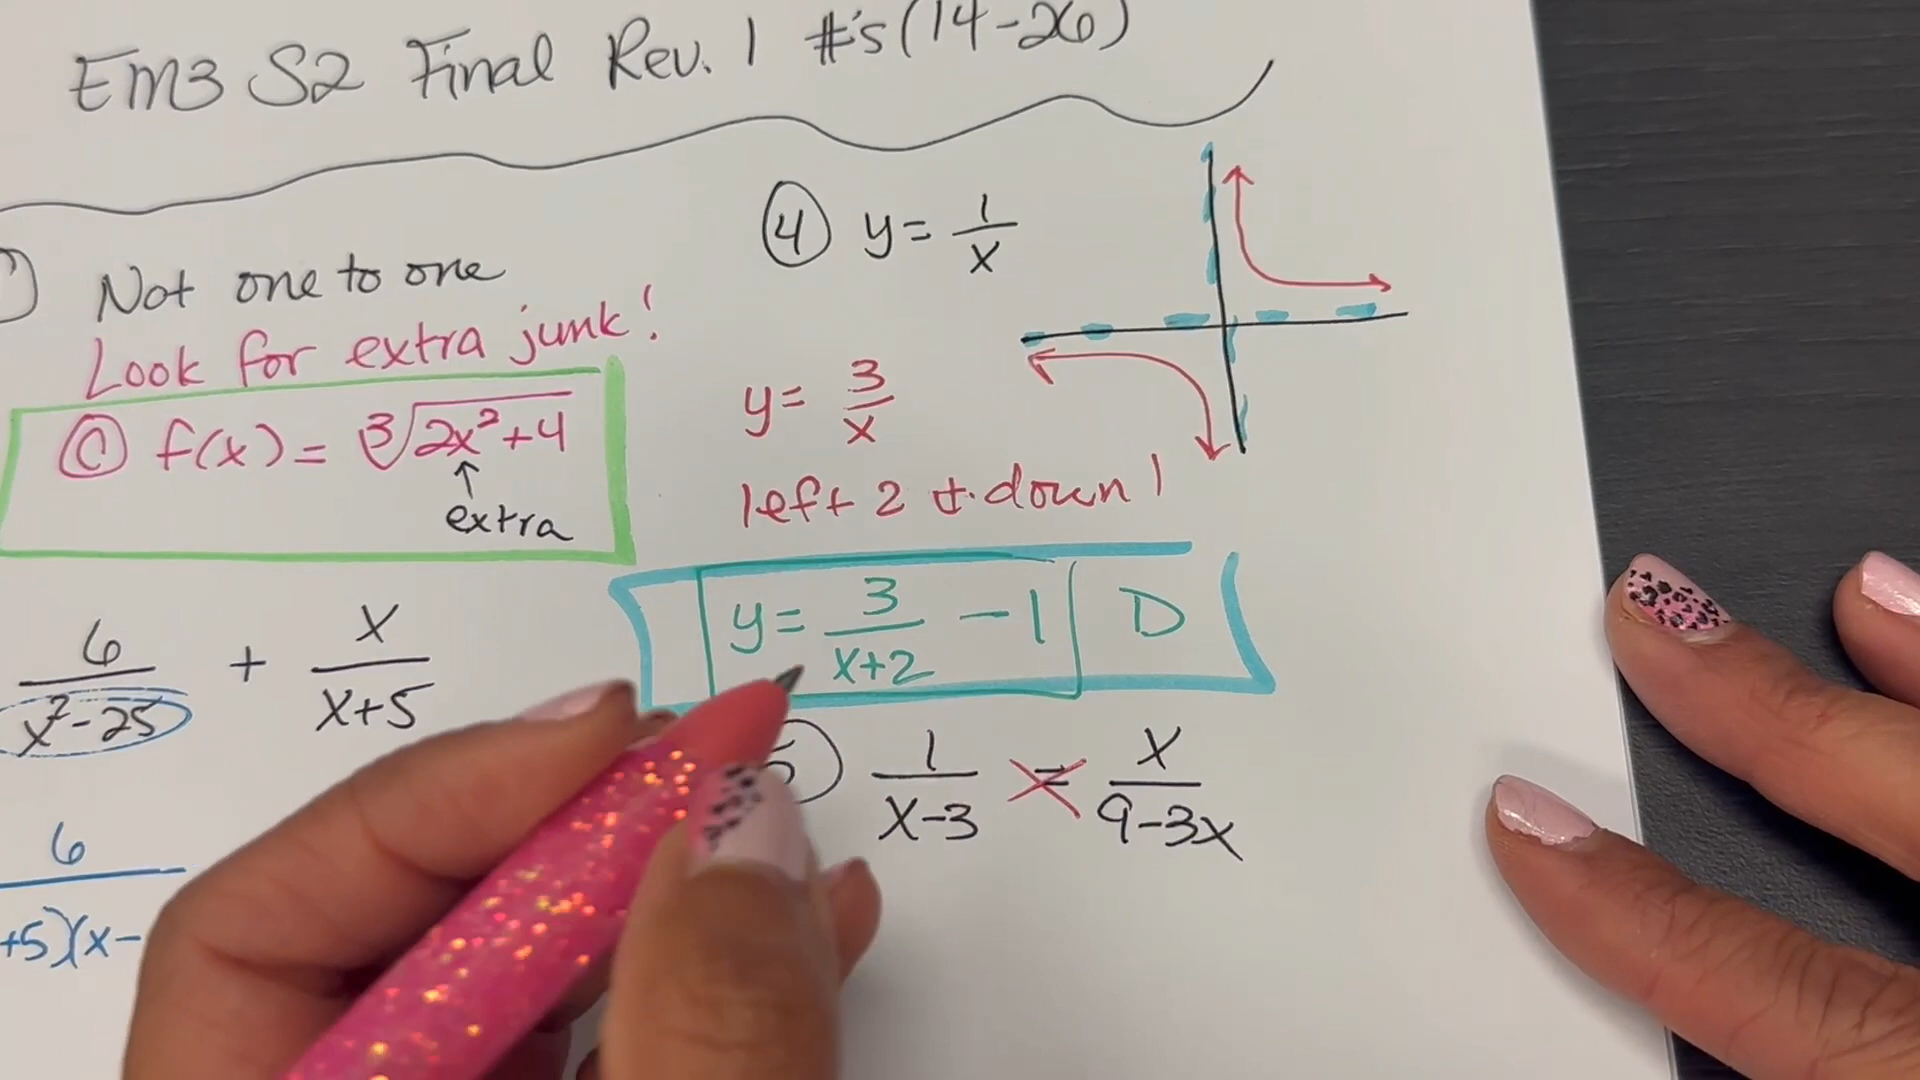 EM3 S2 Final Rev. 1 #'s (14-26)
Not one to one
Look for extra junk!
C f(x) = ∛(2x²+4)
↑
extra
6/(x²-25) + x/(x+5)
6
+5)(x-
4 y = 1/x
y = 3/x
left 2 + down 1
y = 3/(x+2) - 1 D
1/(x-3) = x/(9-3x)